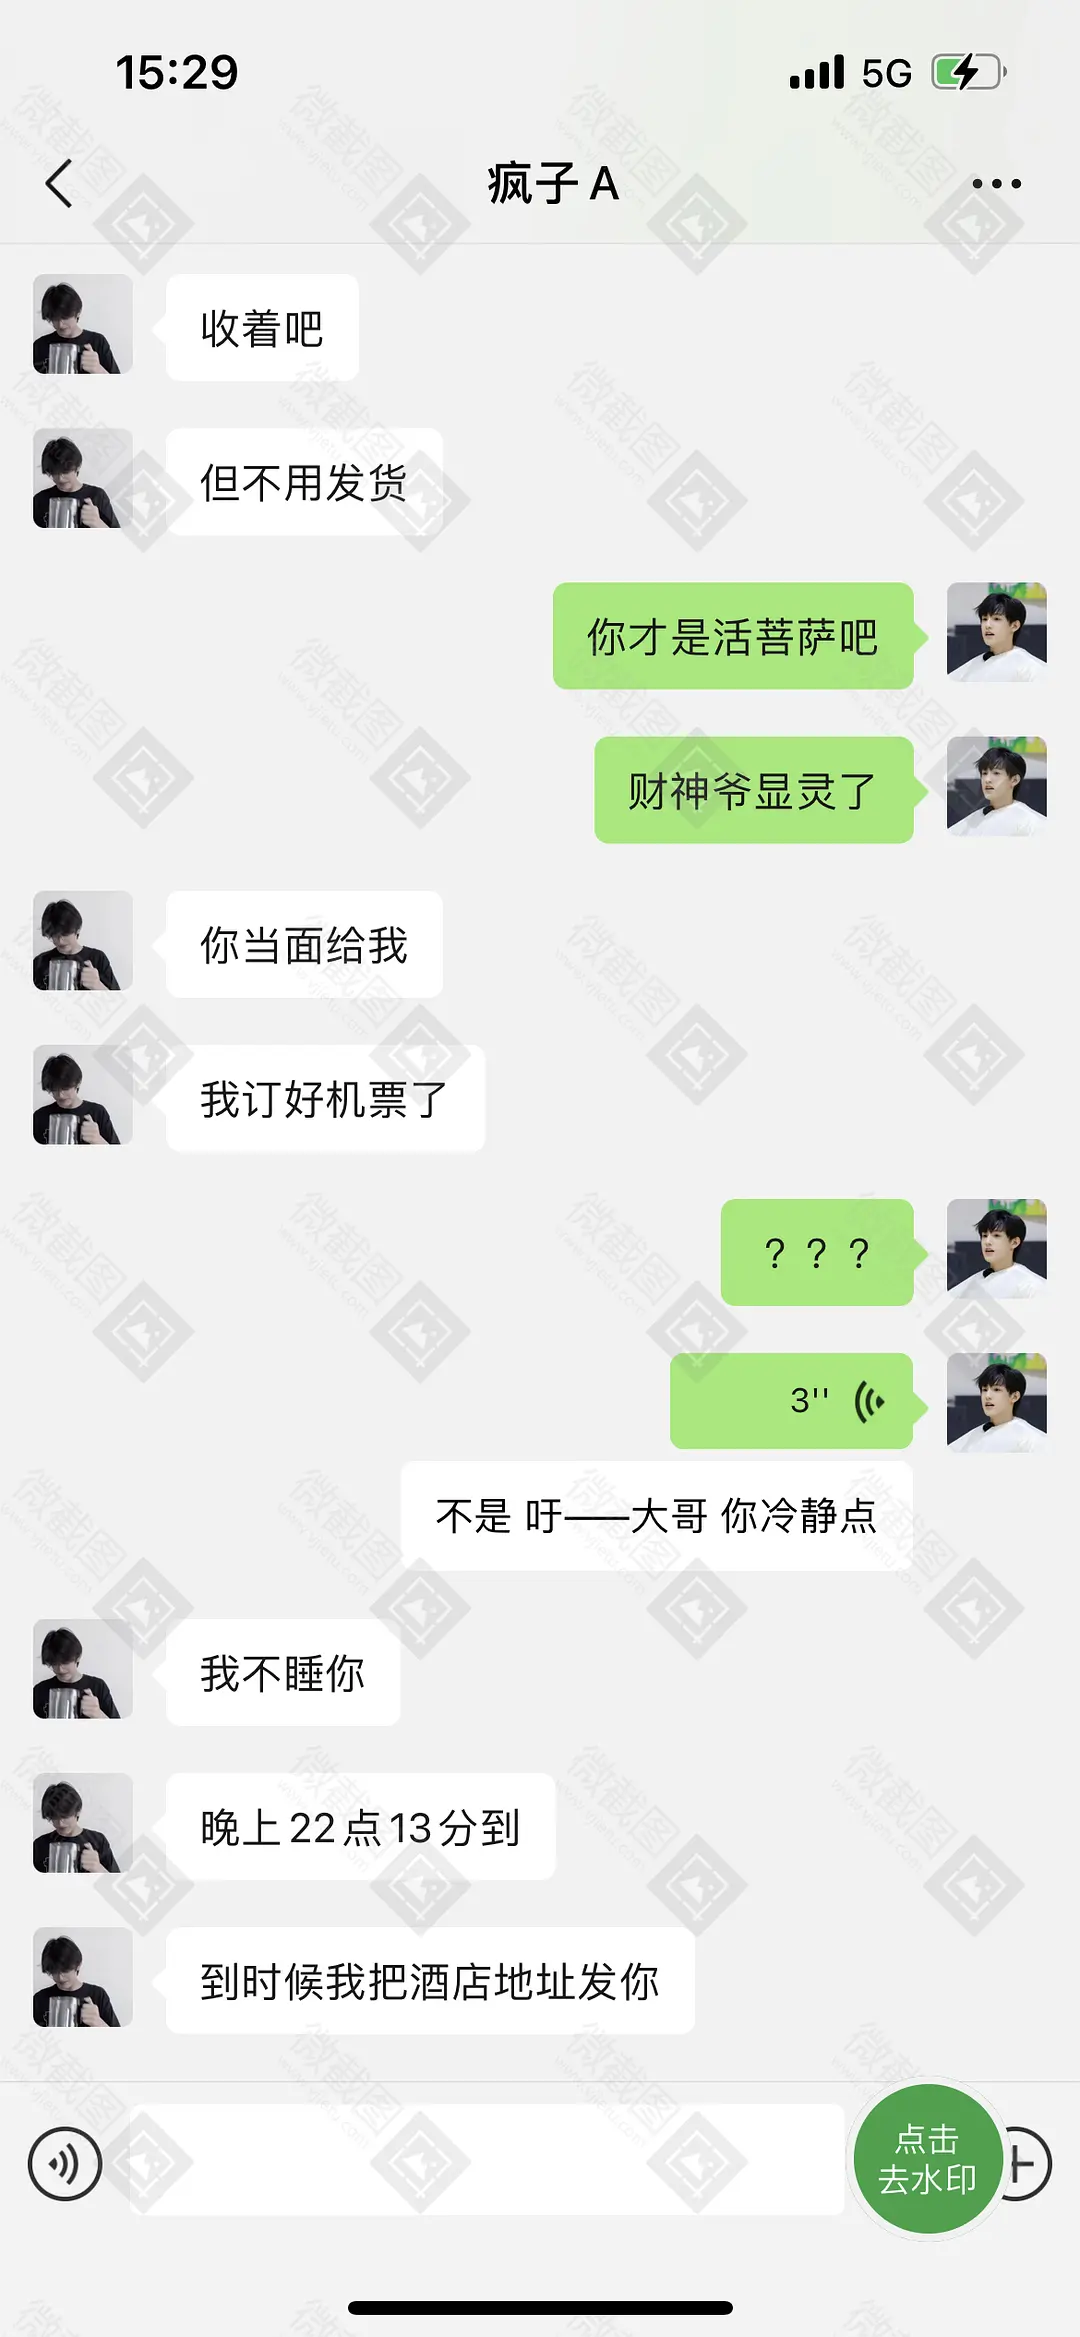 15:29
5G
疯子A
收着吧
但不用发货
你才是活菩萨吧
财神爷显灵了
你当面给我
我订好机票了
？？？
3''
不是 吁——大哥 你冷静点
我不睡你
晚上22点13分到
到时候我把酒店地址发你
点击
去水印
微截图